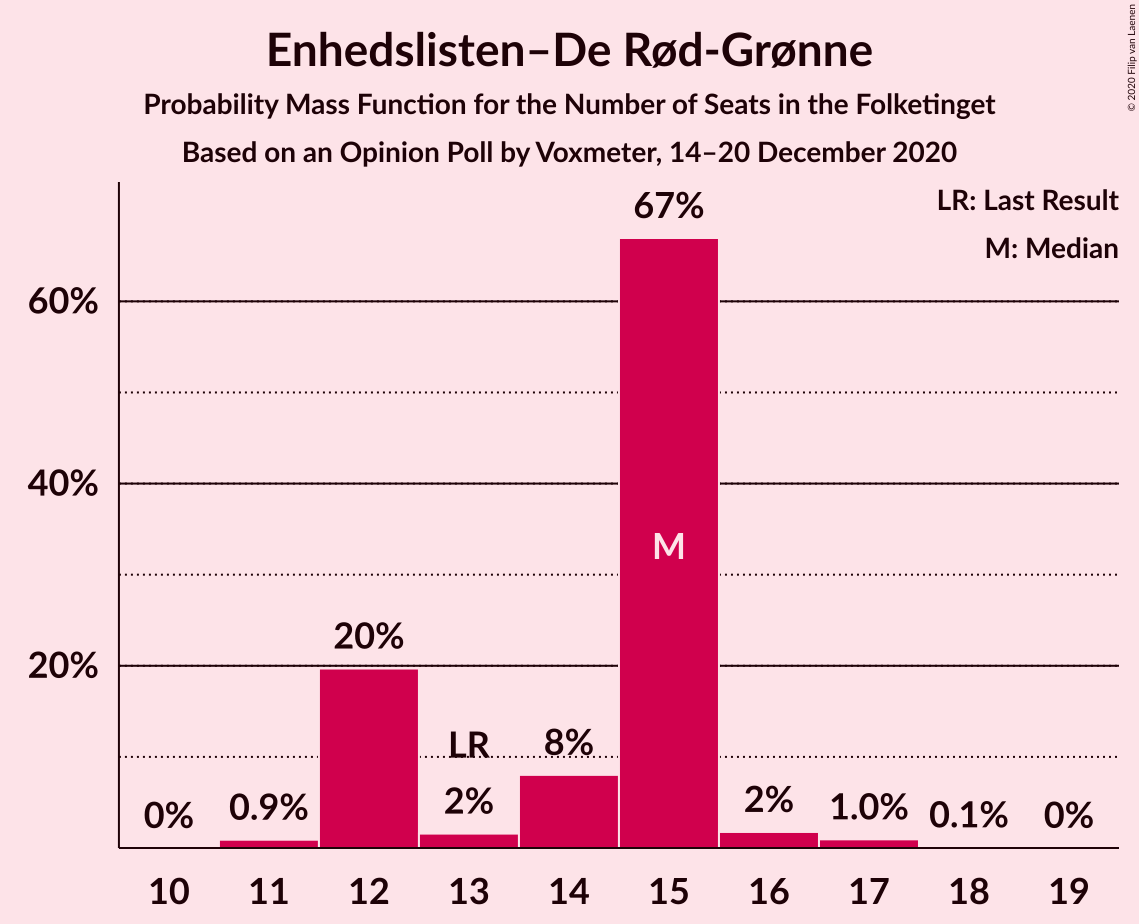 Enhedslisten–De Rød-Grønne
Probability Mass Function for the Number of Seats in the Folketinget
Based on an Opinion Poll by Voxmeter, 14–20 December 2020
© 2020 Filip van Laenen
LR: Last Result
M: Median
67%
60%
40%
M
20%
20%
LR
8%
0%
0.9%
2%
2%
1.0%
0.1%
0%
10 11 12 13 14 15 16 17 18 19